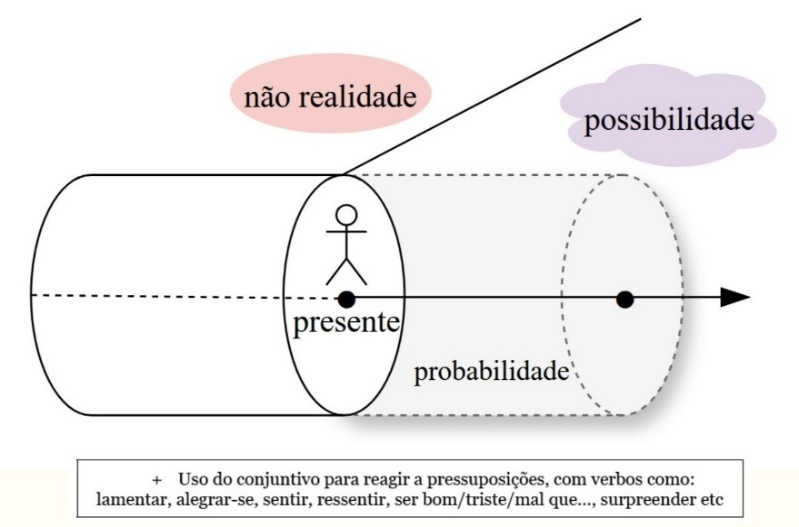 não realidade
possibilidade
presente
probabilidade
+ Uso do conjuntivo para reagir a pressuposições, com verbos como:
lamentar, alegrar-se, sentir, ressentir, ser bom/triste/mal que..., surpreender etc